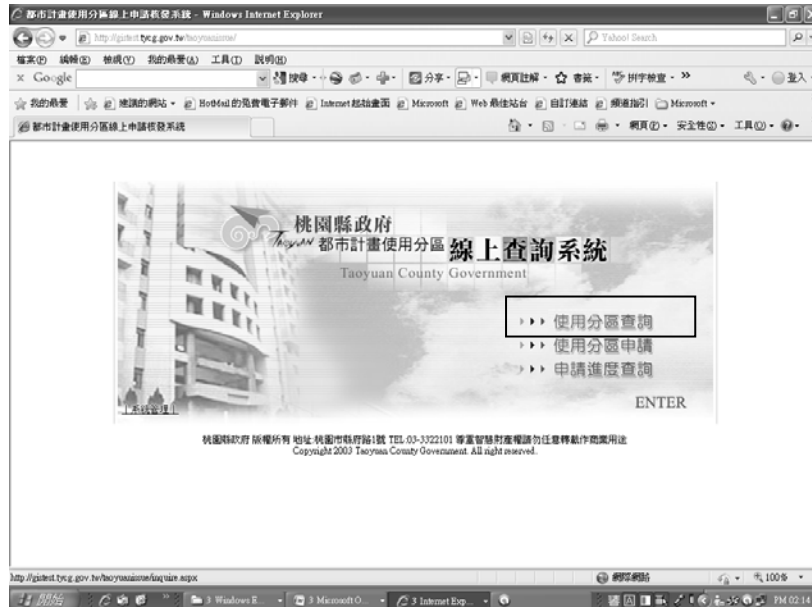 都市計畫使用分區線上申請核發系統 - Windows Internet Explorer
http://gistest.tycg.gov.tw/taoyuanissue/
Yahoo! Search
檔案(F) 編輯(E) 檢視(V) 我的最愛(A) 工具(T) 說明(H)
x Google 搜尋 分享 網頁註解 書籤 拼字檢查 » 登入
我的最愛 建議的網站 HotMail 的免費電子郵件 Internet 起始畫面 Microsoft Web 最佳站台 自訂連結 頻道指引 Microsoft
都市計畫使用分區線上申請核發系統 網頁(P) 安全性(S) 工具(O)
桃園縣政府
Taoyuan 都市計畫使用分區 線上查詢系統
Taoyuan County Government
使用分區查詢
使用分區申請
申請進度查詢
ENTER
|系統管理|
桃園縣政府 版權所有 地址:桃園市縣府路1號 TEL:03-3322101 尊重智慧財產權請勿任意轉載作商業用途
Copyright 2003 Taoyuan County Government. All right reserved.
http://gistest.tycg.gov.tw/taoyuanissue/inquire.aspx 網際網路 100%
開始 3 Windows E... 3 Microsoft O... 3 Internet Exp... PM 02:14